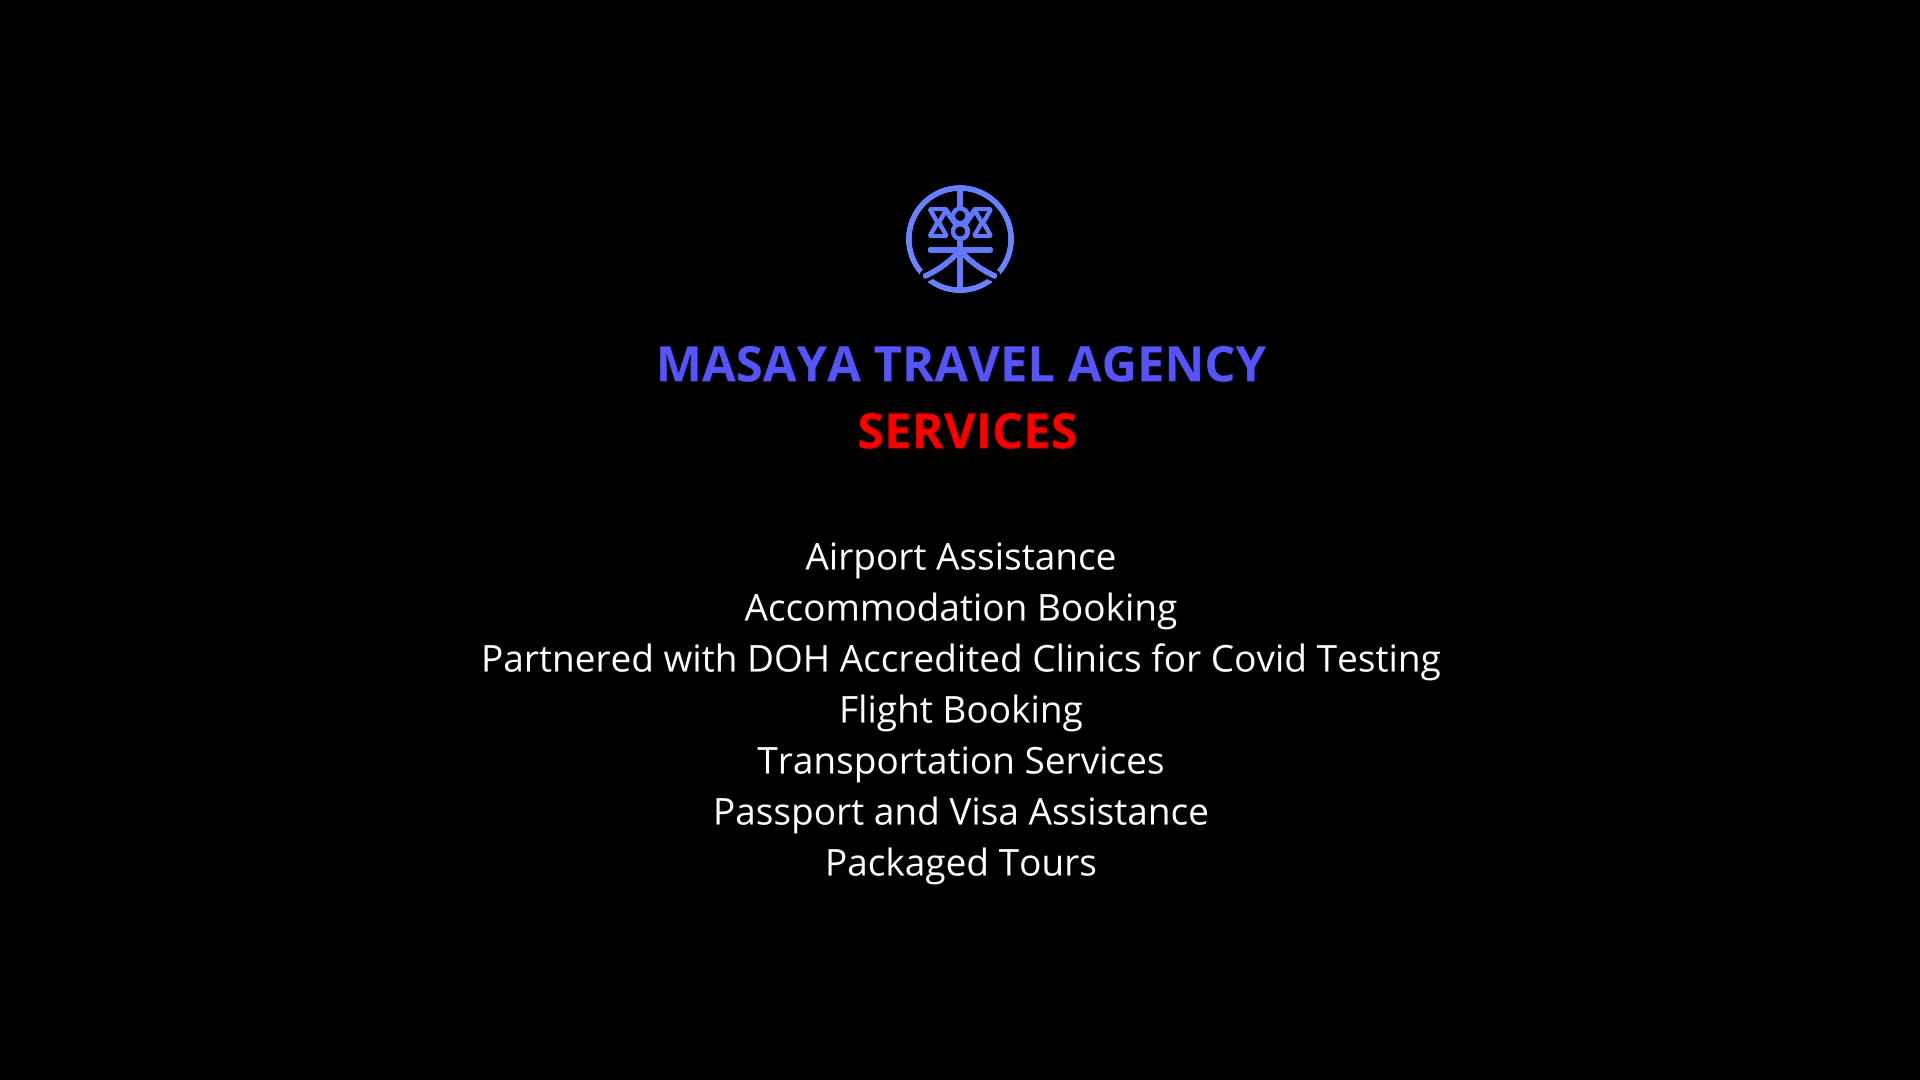 MASAYA TRAVEL AGENCY
SERVICES
Airport Assistance
Accommodation Booking
Partnered with DOH Accredited Clinics for Covid Testing
Flight Booking
Transportation Services
Passport and Visa Assistance
Packaged Tours